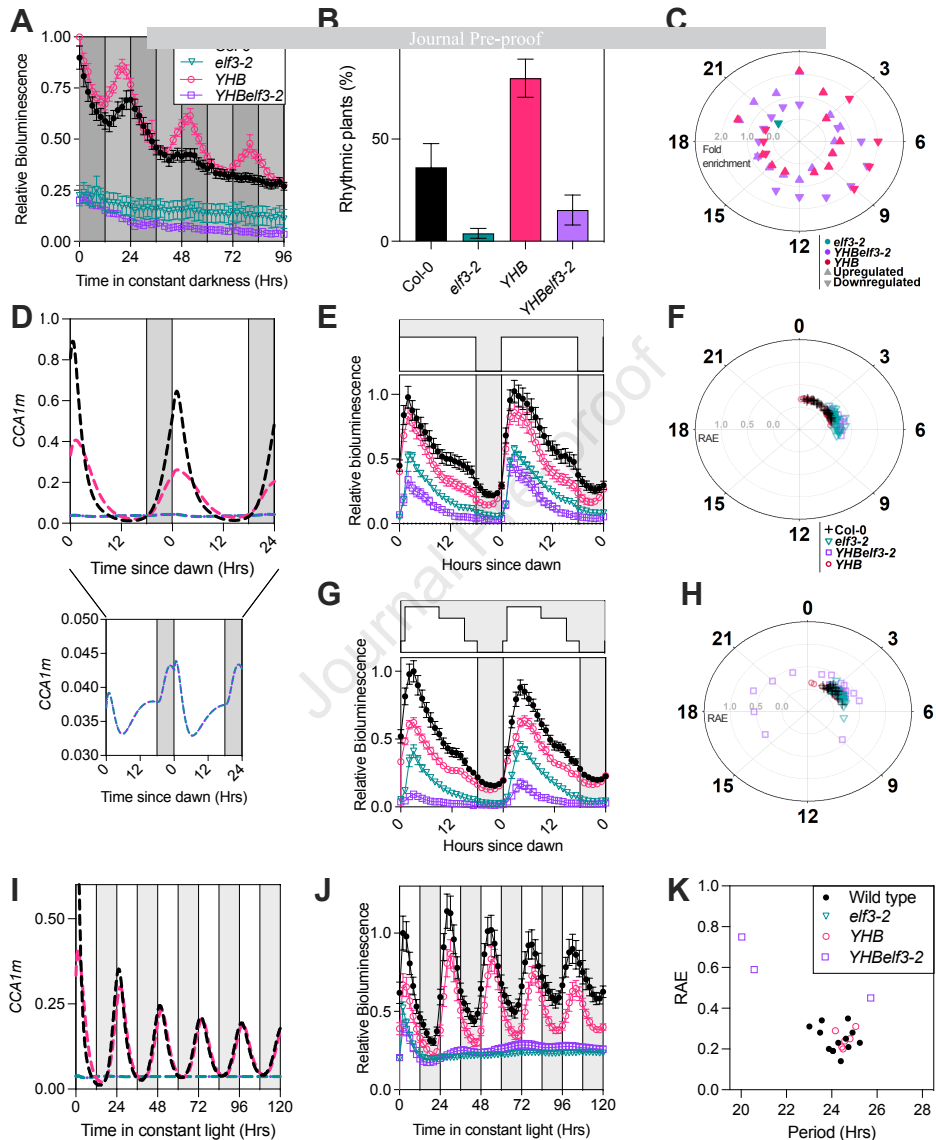 A
B
C
Journal Pre-proof
Relative Bioluminescence
1.00
0.75
0.50
0.25
0.00
0 24 48 72 96
Time in constant darkness (Hrs)
Col-0
elf3-2
YHB
YHBelf3-2
Rhythmic plants (%)
50
0
Col-0
elf3-2
YHB
YHBelf3-2
21
3
18
6
15
9
12
2.0 1.0 0.0
Fold
enrichment
elf3-2
YHBelf3-2
YHB
Upregulated
Downregulated
D
CCA1m
1.0
0.8
0.6
0.4
0.2
0.0
0 12 0 12 24
Time since dawn (Hrs)
CCA1m
0.050
0.045
0.040
0.035
0.030
0 12 0 12 24
Time since dawn (Hrs)
E
Relative bioluminescence
1.0
0.5
0.0
0 12 0 12 0
Hours since dawn
F
0
21
3
18
6
15
9
12
1.0 0.5 0.0
RAE
Col-0
elf3-2
YHBelf3-2
YHB
G
Relative Bioluminescence
1.0
0.5
0.0
0 12 0 12 0
Hours since dawn
H
0
21
3
18
6
15
9
12
1.0 0.5 0.0
RAE
Journal Pre-proof
I
CCA1m
0.50
0.25
0.00
0 24 48 72 96 120
Time in constant light (Hrs)
J
Relative Bioluminescence
1.0
0.5
0.0
0 24 48 72 96 120
Time in constant light (Hrs)
K
RAE
1.0
0.8
0.6
0.4
0.2
0.0
20 22 24 26 28
Period (Hrs)
Wild type
elf3-2
YHB
YHBelf3-2